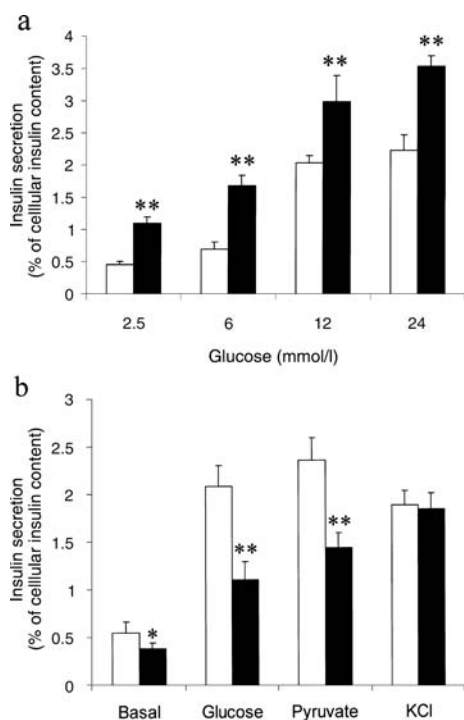 a
Insulin secretion
(% of celllular insulin content)
4
3.5
3
2.5
2
1.5
1
0.5
0
**
**
**
**
2.5 6 12 24
Glucose (mmol/l)
b
Insulin secretion
(% of celllular insulin content)
3
2.5
2
1.5
1
0.5
0
*
**
**
Basal Glucose Pyruvate KCl